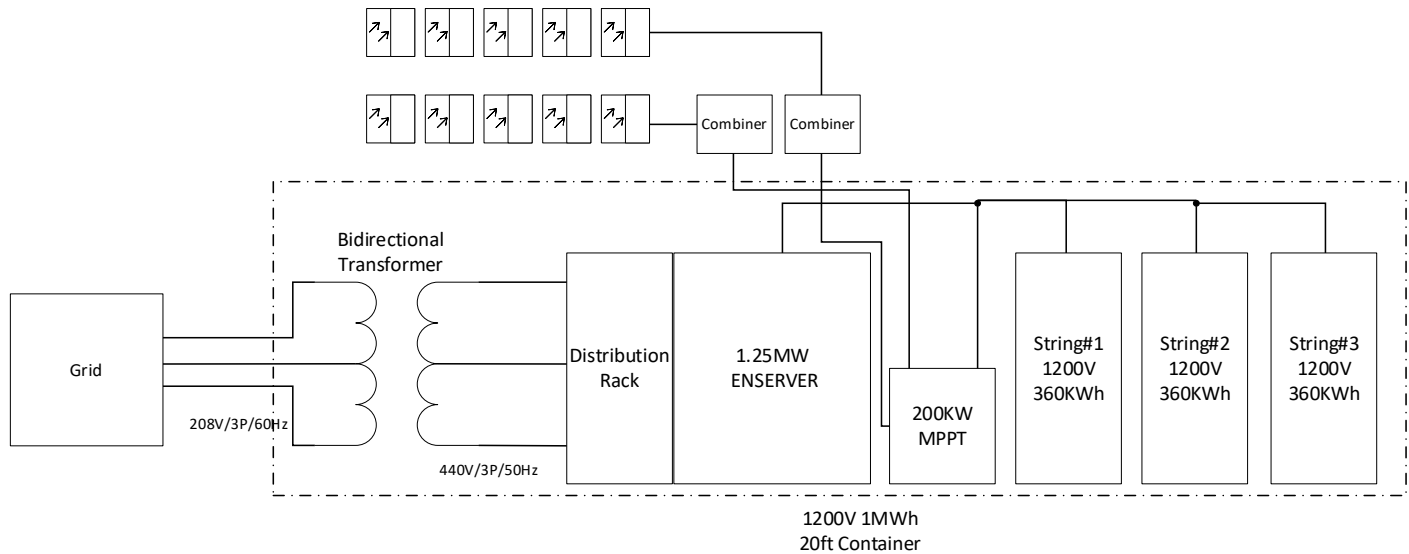 Combiner
Combiner
Bidirectional
Transformer
Grid
208V/3P/60Hz
440V/3P/50Hz
Distribution
Rack
1.25MW
ENSERVER
200KW
MPPT
String#1
1200V
360KWh
String#2
1200V
360KWh
String#3
1200V
360KWh
1200V 1MWh
20ft Container